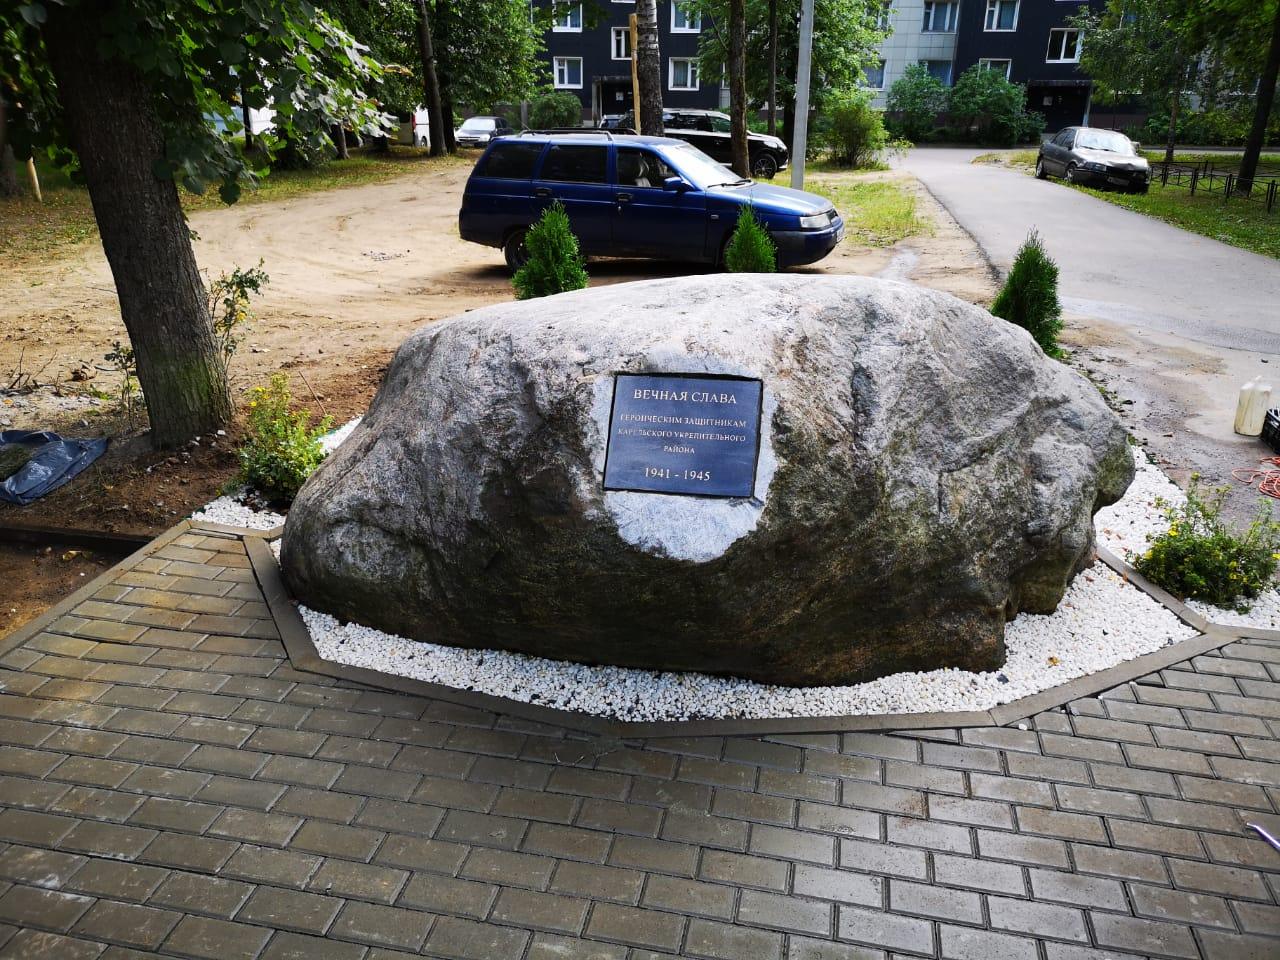 ВЕЧНАЯ СЛАВА
ГЕРОИЧЕСКИМ ЗАЩИТНИКАМ
КАРЕЛЬСКОГО УКРЕПИТЕЛЬНОГО
РАЙОНА
1941 - 1945